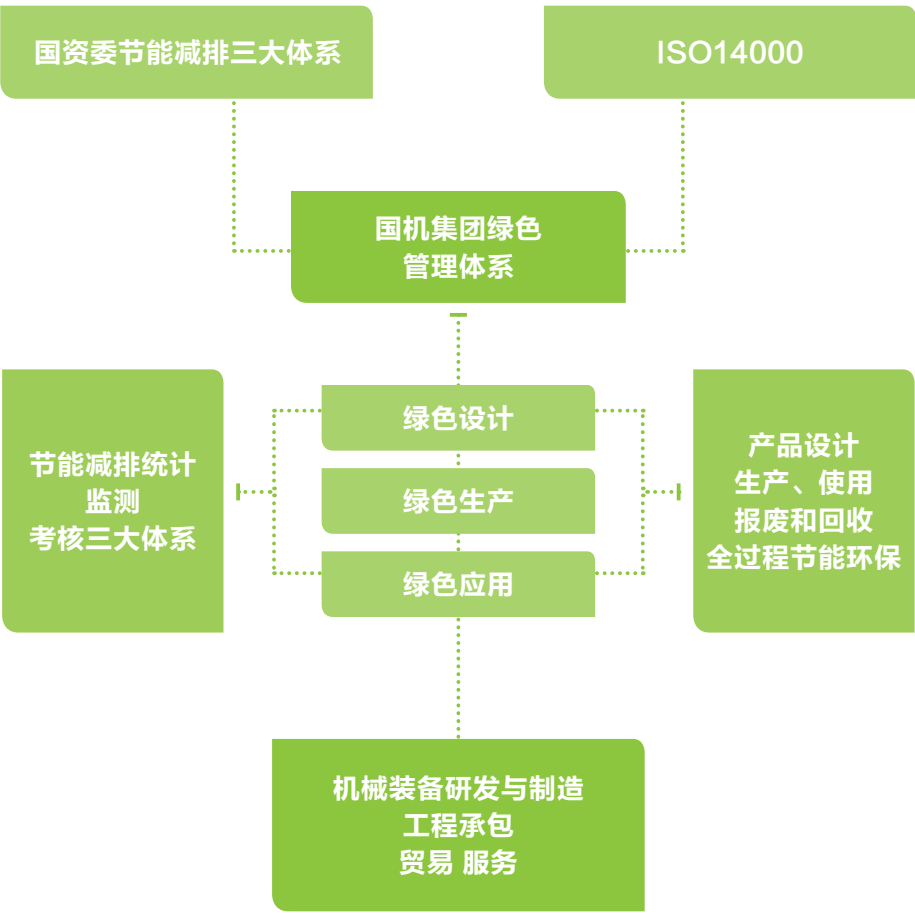 国资委节能减排三大体系
ISO14000
国机集团绿色
管理体系
节能减排统计
监测
考核三大体系
绿色设计
绿色生产
绿色应用
产品设计
生产、使用
报废和回收
全过程节能环保
机械装备研发与制造
工程承包
贸易 服务